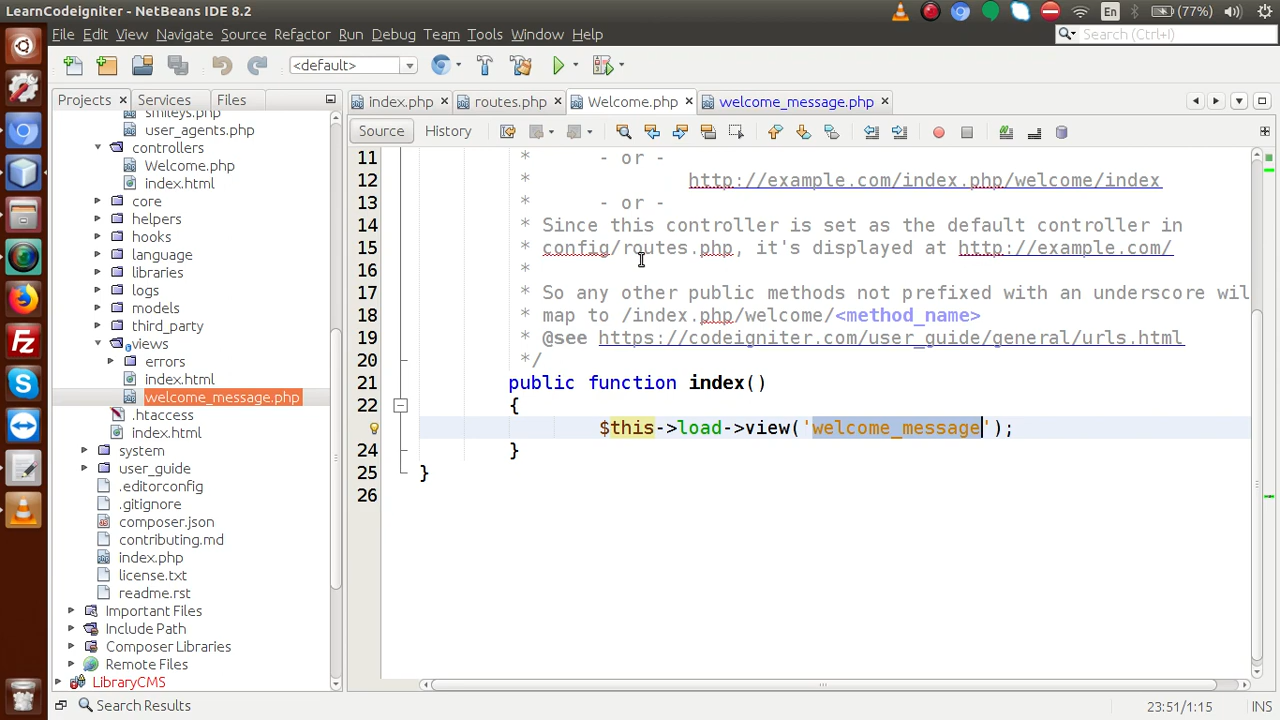 LearnCodeigniter - NetBeans IDE 8.2
En
(77%)
File Edit View Navigate Source Refactor Run Debug Team Tools Window Help
Search (Ctrl+I)
<default>
Projects
Services
Files
index.php
routes.php
Welcome.php
welcome_message.php
Source
History
smileys.php
user_agents.php
controllers
Welcome.php
index.html
core
helpers
hooks
language
libraries
logs
models
third_party
views
errors
index.html
welcome_message.php
.htaccess
index.html
system
user_guide
.editorconfig
.gitignore
composer.json
contributing.md
index.php
license.txt
readme.rst
Important Files
Include Path
Composer Libraries
Remote Files
LibraryCMS
11 * - or -
12 * http://example.com/index.php/welcome/index
13 * - or -
14 * Since this controller is set as the default controller in
15 * config/routes.php, it's displayed at http://example.com/
16 *
17 * So any other public methods not prefixed with an underscore wil
18 * map to /index.php/welcome/<method_name>
19 * @see https://codeigniter.com/user_guide/general/urls.html
20 */
21 public function index()
22 {
$this->load->view('welcome_message');
24 }
25 }
26
Search Results
23:51/1:15
INS